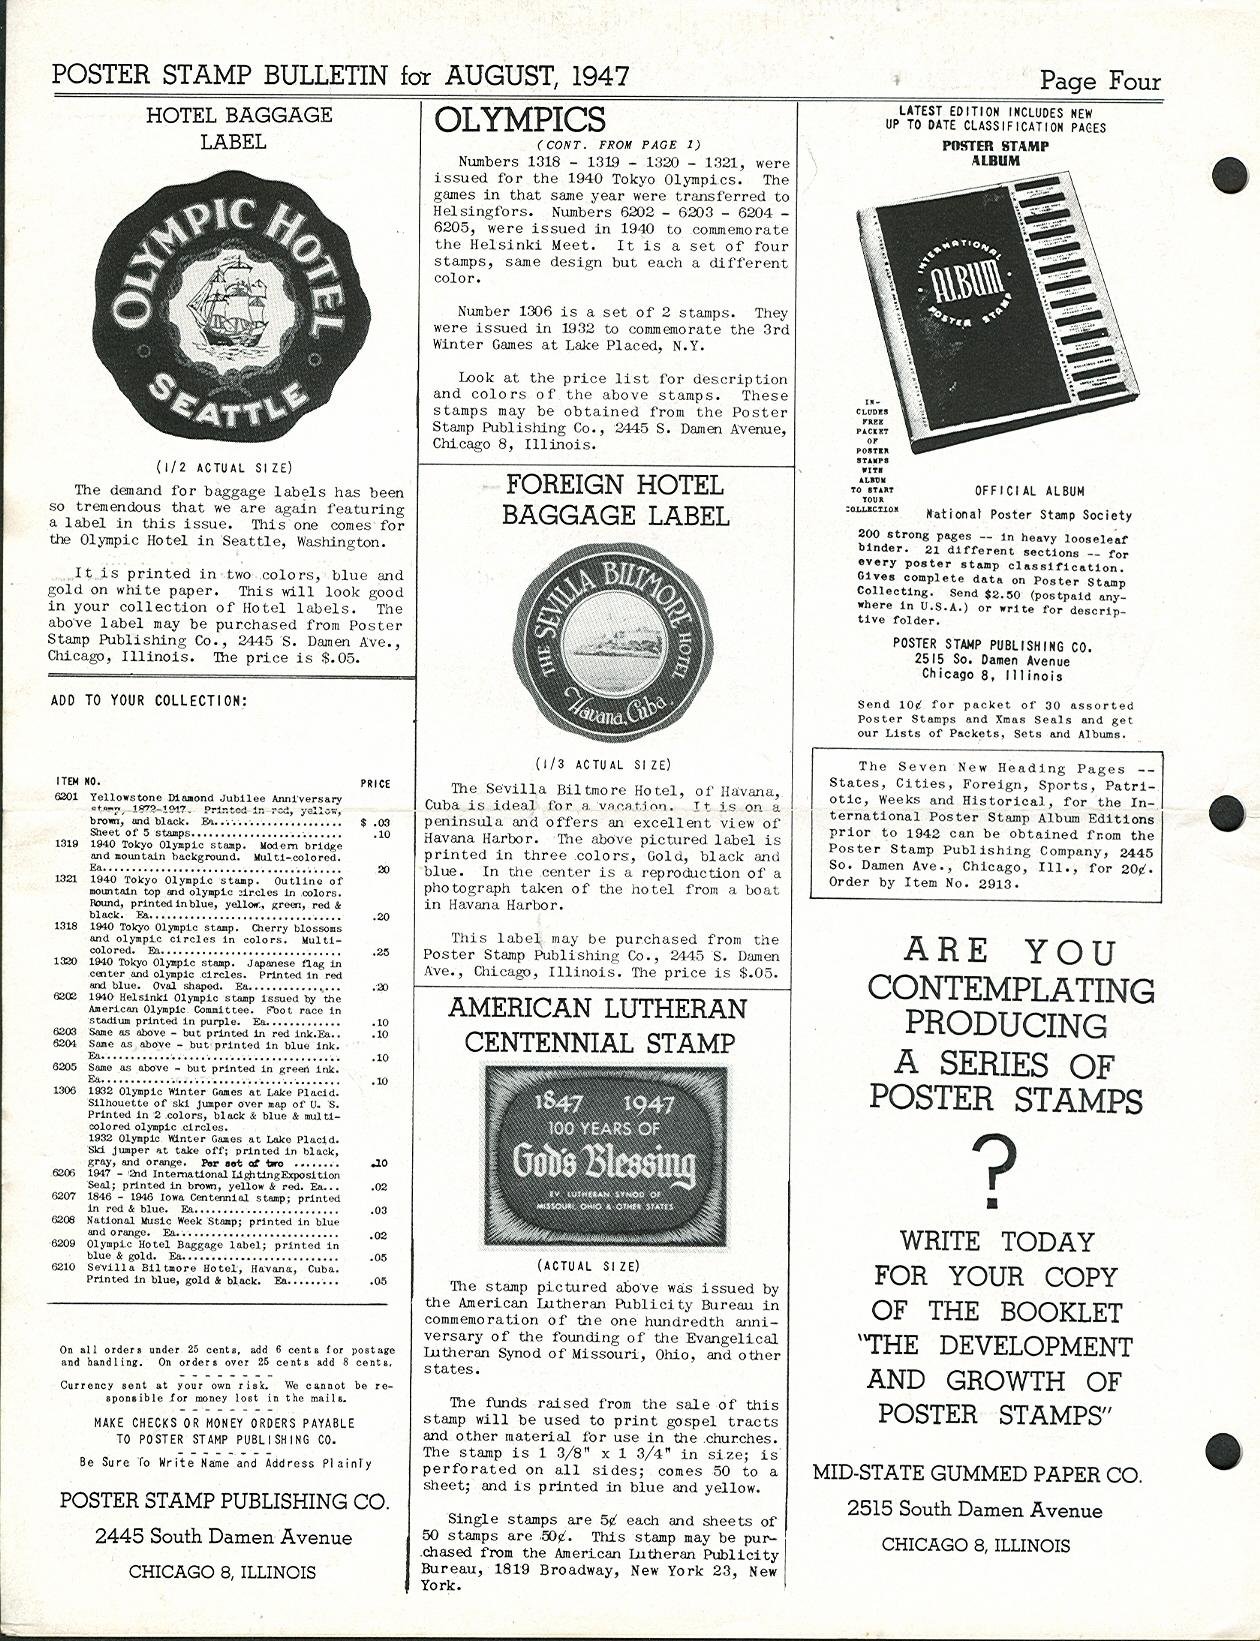 POSTER STAMP BULLETIN for AUGUST, 1947
Page Four
HOTEL BAGGAGE
LABEL
OLYMPIC HOTEL
SEATTLE
(1/2 ACTUAL SIZE)
The demand for baggage labels has been
so tremendous that we are again featuring
a label in this issue. This one comes for
the Olympic Hotel in Seattle, Washington.
It is printed in two colors, blue and
gold on white paper. This will look good
in your collection of Hotel labels. The
above label may be purchased from Poster
Stamp Publishing Co., 2445 S. Damen Ave.,
Chicago, Illinois. The price is $.05.
ADD TO YOUR COLLECTION:
ITEM NO. PRICE
6201 Yellowstone Diamond Jubilee Anniversary
stamp, 1872-1947. Printed in red, yellow,
brown, and black. Ea..................... $ .03
Sheet of 5 stamps......................... .10
1319 1940 Tokyo Olympic stamp. Modern bridge
and mountain background. Multi-colored.
Ea....................................... 20
1321 1940 Tokyo Olympic stamp. Outline of
mountain top and olympic circles in colors.
Round, printed in blue, yellow, green, red &
black. Ea................................ .20
1318 1940 Tokyo Olympic stamp. Cherry blossoms
and olympic circles in colors. Multi-
colored. Ea.............................. .25
1320 1940 Tokyo Olympic stamp. Japanese flag in
center and olympic circles. Printed in red
and blue. Oval shaped. Ea............... .20
6202 1940 Helsinki Olympic stamp issued by the
American Olympic Committee. Foot race in
stadium printed in purple. Ea........... .10
6203 Same as above - but printed in red ink.Ea.. .10
6204 Same as above - but printed in blue ink.
Ea....................................... .10
6205 Same as above - but printed in green ink.
Ea....................................... .10
1306 1932 Olympic Winter Games at Lake Placid.
Silhouette of ski jumper over map of U. S.
Printed in 2 colors, black & blue & multi-
colored olympic circles.
1932 Olympic Winter Games at Lake Placid.
Ski jumper at take off; printed in black,
gray, and orange. Per set of two ........ .10
6206 1947 - 2nd International Lighting Exposition
Seal; printed in brown, yellow & red. Ea... .02
6207 1846 - 1946 Iowa Centennial stamp; printed
in red & blue. Ea........................ .03
6208 National Music Week Stamp; printed in blue
and orange. Ea........................... .02
6209 Olympic Hotel Baggage label; printed in
blue & gold. Ea.......................... .05
6210 Sevilla Biltmore Hotel, Havana, Cuba.
Printed in blue, gold & black. Ea......... .05
On all orders under 25 cents, add 6 cents for postage
and handling. On orders over 25 cents add 8 cents.
Currency sent at your own risk. We cannot be re-
sponsible for money lost in the mails.
MAKE CHECKS OR MONEY ORDERS PAYABLE
TO POSTER STAMP PUBLISHING CO.
Be Sure To Write Name and Address Plainly
POSTER STAMP PUBLISHING CO.
2445 South Damen Avenue
CHICAGO 8, ILLINOIS
OLYMPICS
(CONT. FROM PAGE 1)
Numbers 1318 - 1319 - 1320 - 1321, were
issued for the 1940 Tokyo Olympics. The
games in that same year were transferred to
Helsingfors. Numbers 6202 - 6203 - 6204 -
6205, were issued in 1940 to commemorate
the Helsinki Meet. It is a set of four
stamps, same design but each a different
color.
Number 1306 is a set of 2 stamps. They
were issued in 1932 to commemorate the 3rd
Winter Games at Lake Placed, N.Y.
Look at the price list for description
and colors of the above stamps. These
stamps may be obtained from the Poster
Stamp Publishing Co., 2445 S. Damen Avenue,
Chicago 8, Illinois.
FOREIGN HOTEL
BAGGAGE LABEL
THE SEVILLA BILTMORE HOTEL
Havana, Cuba.
(1/3 ACTUAL SIZE)
The Sevilla Biltmore Hotel, of Havana,
Cuba is ideal for a vacation. It is on a
peninsula and offers an excellent view of
Havana Harbor. The above pictured label is
printed in three colors, Gold, black and
blue. In the center is a reproduction of a
photograph taken of the hotel from a boat
in Havana Harbor.
This label may be purchased from the
Poster Stamp Publishing Co., 2445 S. Damen
Ave., Chicago, Illinois. The price is $.05.
AMERICAN LUTHERAN
CENTENNIAL STAMP
1847 1947
100 YEARS OF
God's Blessing
EV. LUTHERAN SYNOD OF
MISSOURI, OHIO & OTHER STATES
(ACTUAL SIZE)
The stamp pictured above was issued by
the American Lutheran Publicity Bureau in
commemoration of the one hundredth anni-
versary of the founding of the Evangelical
Lutheran Synod of Missouri, Ohio, and other
states.
The funds raised from the sale of this
stamp will be used to print gospel tracts
and other material for use in the churches.
The stamp is 1 3/8" x 1 3/4" in size; is
perforated on all sides; comes 50 to a
sheet; and is printed in blue and yellow.
Single stamps are 5¢ each and sheets of
50 stamps are 50¢. This stamp may be pur-
chased from the American Lutheran Publicity
Bureau, 1819 Broadway, New York 23, New
York.
LATEST EDITION INCLUDES NEW
UP TO DATE CLASSIFICATION PAGES
POSTER STAMP
ALBUM
INTERNATIONAL
ALBUM
POSTER STAMP
IN-
CLUDES
FREE
PACKET
OF
POSTER
STAMPS
WITH
ALBUM
TO START
YOUR
COLLECTION
OFFICIAL ALBUM
National Poster Stamp Society
200 strong pages -- in heavy looseleaf
binder. 21 different sections -- for
every poster stamp classification.
Gives complete data on Poster Stamp
Collecting. Send $2.50 (postpaid any-
where in U.S.A.) or write for descrip-
tive folder.
POSTER STAMP PUBLISHING CO.
2515 So. Damen Avenue
Chicago 8, Illinois
Send 10¢ for packet of 30 assorted
Poster Stamps and Xmas Seals and get
our Lists of Packets, Sets and Albums.
The Seven New Heading Pages --
States, Cities, Foreign, Sports, Patri-
otic, Weeks and Historical, for the In-
ternational Poster Stamp Album Editions
prior to 1942 can be obtained from the
Poster Stamp Publishing Company, 2445
So. Damen Ave., Chicago, Ill., for 20¢.
Order by Item No. 2913.
ARE YOU
CONTEMPLATING
PRODUCING
A SERIES OF
POSTER STAMPS
?
WRITE TODAY
FOR YOUR COPY
OF THE BOOKLET
"THE DEVELOPMENT
AND GROWTH OF
POSTER STAMPS"
MID-STATE GUMMED PAPER CO.
2515 South Damen Avenue
CHICAGO 8, ILLINOIS